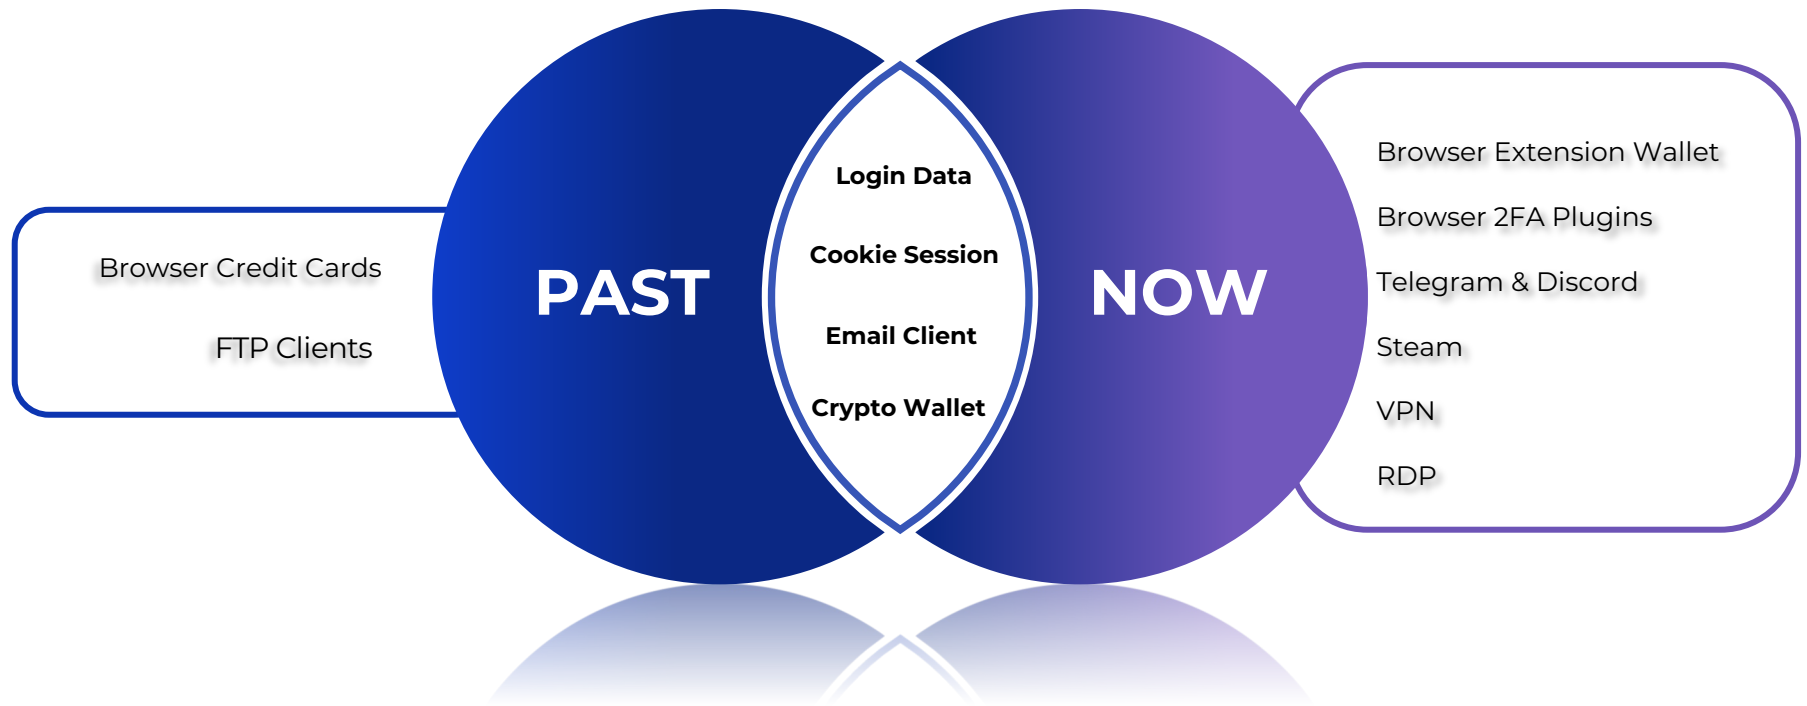 Browser Credit Cards
FTP Clients
PAST
Login Data
Cookie Session
Email Client
Crypto Wallet
NOW
Browser Extension Wallet
Browser 2FA Plugins
Telegram & Discord
Steam
VPN
RDP